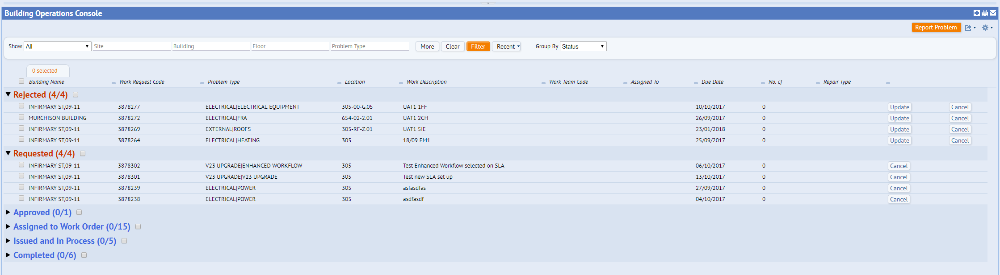 Building Operations Console
Report Problem
Show All Site Building Floor Problem Type More Clear Filter Recent Group By Status
0 selected
Building Name Work Request Code Problem Type Location Work Description Work Team Code Assigned To Due Date No. cf Repair Type
Rejected (4/4)
INFIRMARY ST,09-11 3878277 ELECTRICAL|ELECTRICAL EQUIPMENT 305-00-G.05 UAT1 1FF 10/10/2017 0 Update Cancel
MURCHISON BUILDING 3878272 ELECTRICAL|FRA 654-02-2.01 UAT1 2CH 26/09/2017 0 Update Cancel
INFIRMARY ST,09-11 3878269 EXTERNAL|ROOFS 305-RF-Z.01 UAT1 5IE 23/01/2018 0 Update Cancel
INFIRMARY ST,09-11 3878264 ELECTRICAL|HEATING 305 18/09 EM1 25/09/2017 0 Update Cancel
Requested (4/4)
INFIRMARY ST,09-11 3878302 V23 UPGRADE|ENHANCED WORKFLOW 305 Test Enhanced Workflow selected on SLA 06/10/2017 0 Cancel
INFIRMARY ST,09-11 3878301 V23 UPGRADE|V23 UPGRADE 305 Test new SLA set up 13/10/2017 0 Cancel
INFIRMARY ST,09-11 3878239 ELECTRICAL|POWER 305 asfasdfas 27/09/2017 0 Cancel
INFIRMARY ST,09-11 3878238 ELECTRICAL|POWER 305 asdfasdf 04/10/2017 0 Cancel
Approved (0/1)
Assigned to Work Order (0/15)
Issued and In Process (0/5)
Completed (0/6)